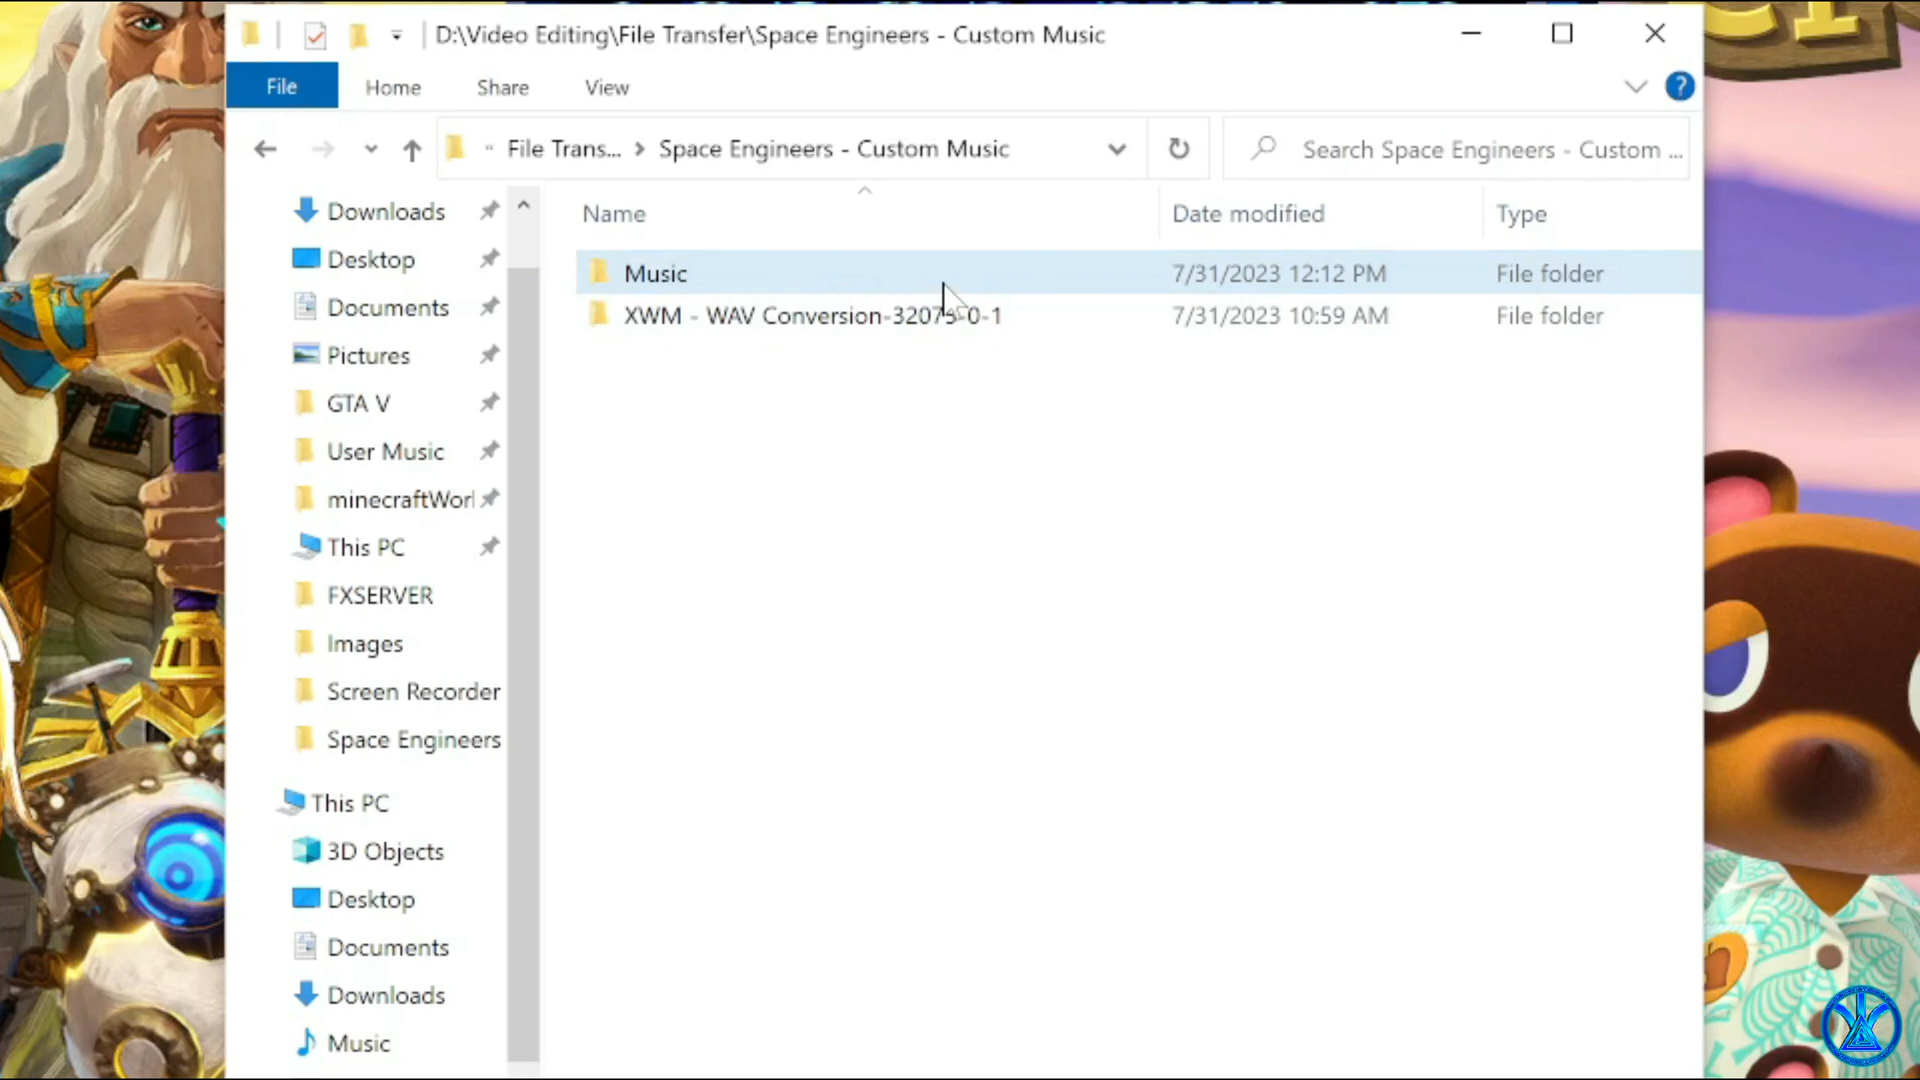 D:\Video Editing\File Transfer\Space Engineers - Custom Music
File Home Share View ?
File Trans... Space Engineers - Custom Music Search Space Engineers - Custom ...
Name Date modified Type
Music 7/31/2023 12:12 PM File folder
XWM - WAV Conversion-32075-0-1 7/31/2023 10:59 AM File folder
Downloads
Desktop
Documents
Pictures
GTA V
User Music
minecraftWorl
This PC
FXSERVER
Images
Screen Recorder
Space Engineers
This PC
3D Objects
Desktop
Documents
Downloads
Music